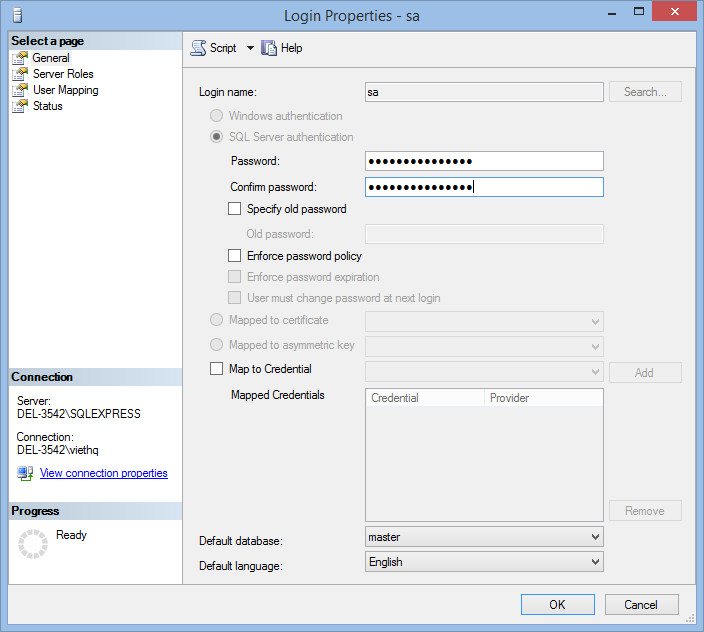 Login Properties - sa
Select a page
General
Server Roles
User Mapping
Status
Script
Help
Login name:
sa
Search...
Windows authentication
SQL Server authentication
Password:
●●●●●●●●●●●●●●●
Confirm password:
●●●●●●●●●●●●●●●
Specify old password
Old password:
Enforce password policy
Enforce password expiration
User must change password at next login
Mapped to certificate
Mapped to asymmetric key
Map to Credential
Add
Mapped Credentials
Credential Provider
Remove
Default database:
master
Default language:
English
Connection
Server:
DEL-3542\SQLEXPRESS
Connection:
DEL-3542\viethq
View connection properties
Progress
Ready
OK
Cancel